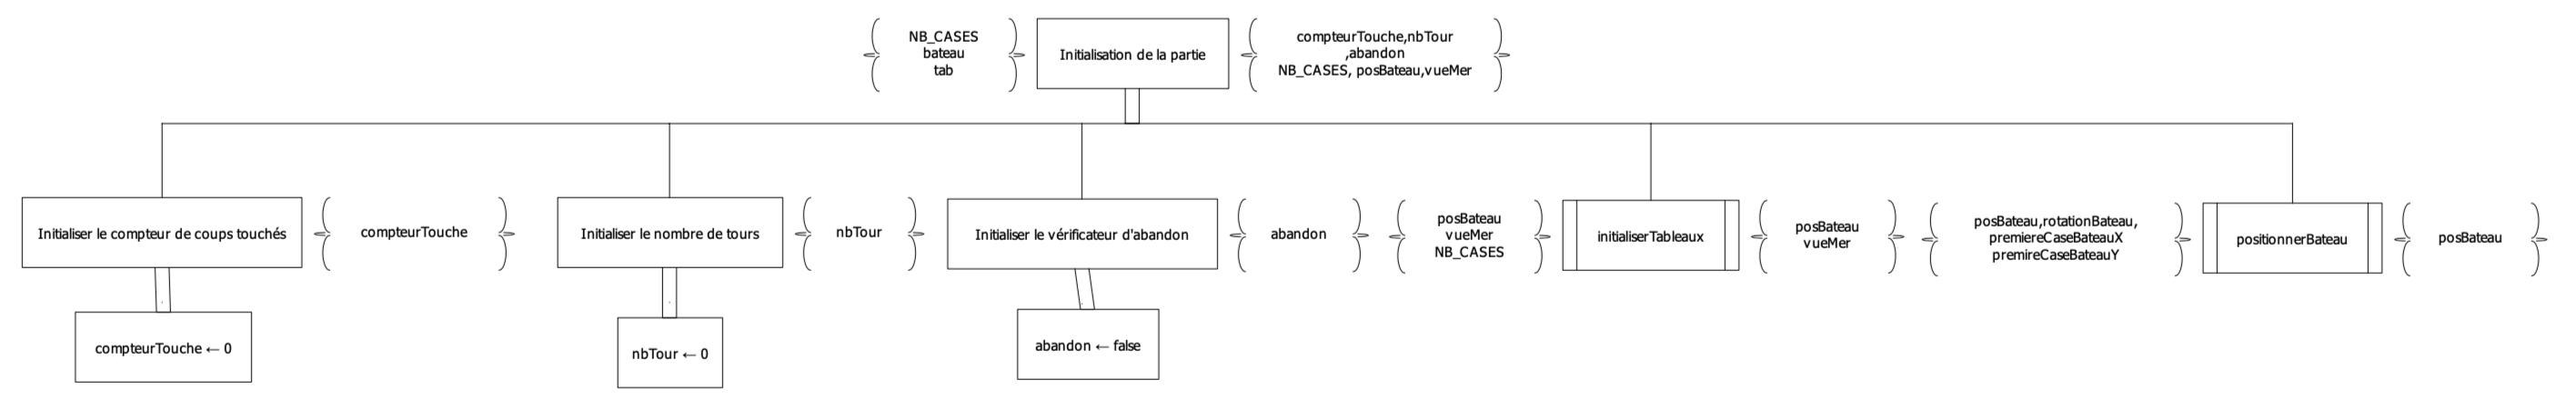 NB_CASES
bateau
tab
Initialisation de la partie
compteurTouche,nbTour
,abandon
NB_CASES, posBateau,vueMer
Initialiser le compteur de coups touchés
compteurTouche
Initialiser le nombre de tours
nbTour
Initialiser le vérificateur d'abandon
abandon
posBateau
vueMer
NB_CASES
initialiserTableaux
posBateau
vueMer
posBateau,rotationBateau,
premiereCaseBateauX
premireCaseBateauY
positionnerBateau
posBateau
compteurTouche ← 0
nbTour ← 0
abandon ← false